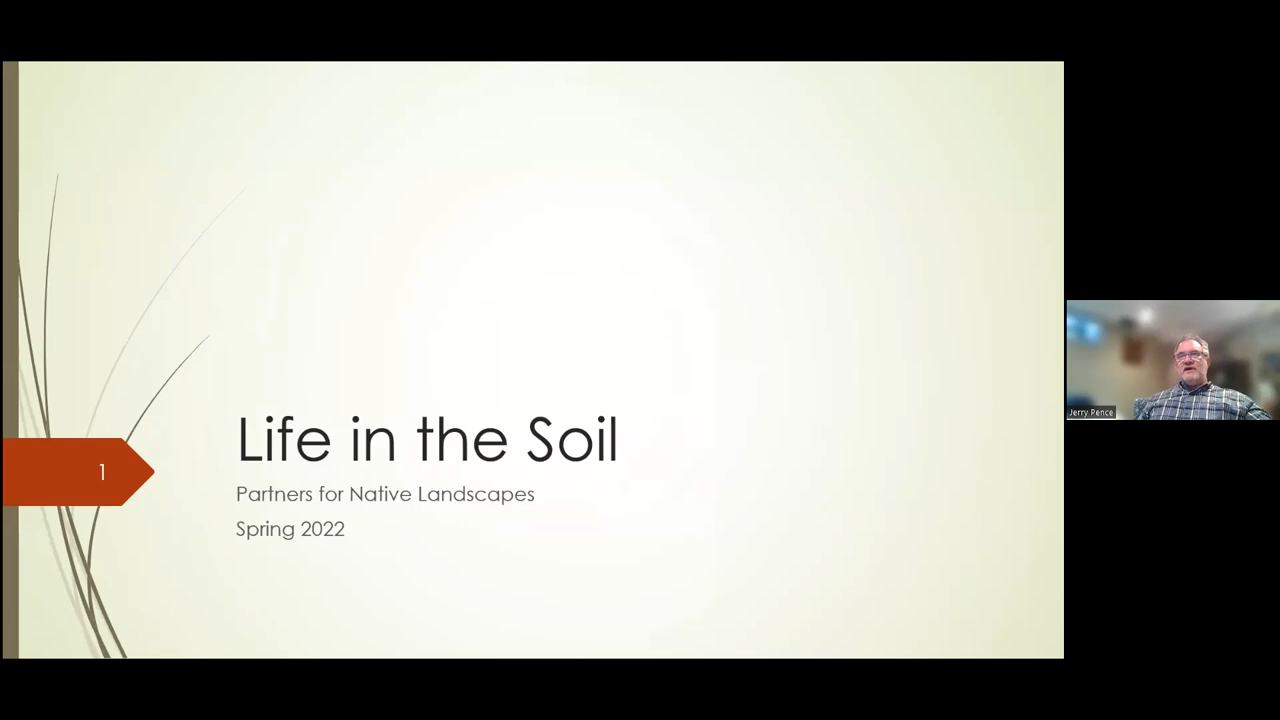 Life in the Soil
1
Partners for Native Landscapes
Spring 2022
Jerry Pence